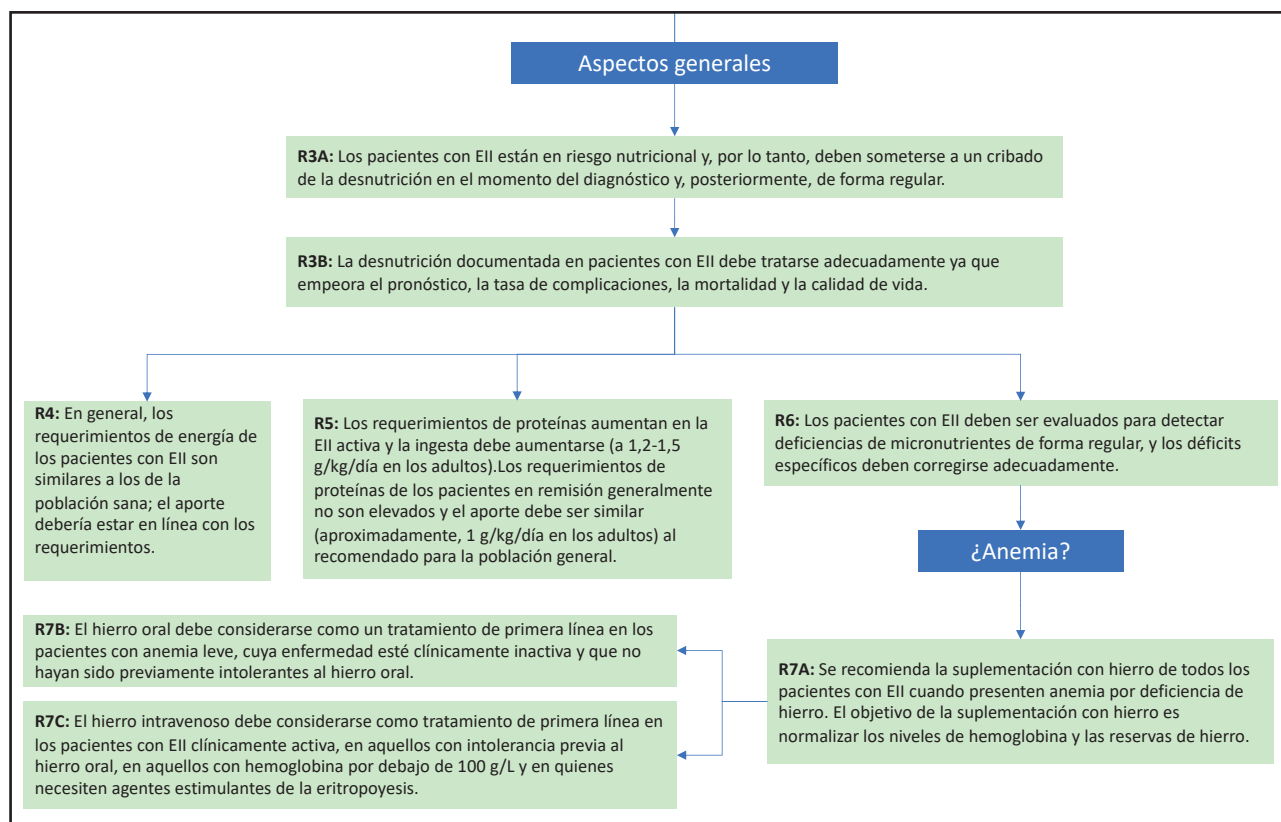 Aspectos generales
R3A: Los pacientes con EII están en riesgo nutricional y, por lo tanto, deben someterse a un cribado
de la desnutrición en el momento del diagnóstico y, posteriormente, de forma regular.
R3B: La desnutrición documentada en pacientes con EII debe tratarse adecuadamente ya que
empeora el pronóstico, la tasa de complicaciones, la mortalidad y la calidad de vida.
R4: En general, los
requerimientos de energía de
los pacientes con EII son
similares a los de la
población sana; el aporte
debería estar en línea con los
requerimientos.
R5: Los requerimientos de proteínas aumentan en la
EII activa y la ingesta debe aumentarse (a 1,2-1,5
g/kg/día en los adultos).Los requerimientos de
proteínas de los pacientes en remisión generalmente
no son elevados y el aporte debe ser similar
(aproximadamente, 1 g/kg/día en los adultos) al
recomendado para la población general.
R6: Los pacientes con EII deben ser evaluados para detectar
deficiencias de micronutrientes de forma regular, y los déficits
específicos deben corregirse adecuadamente.
¿Anemia?
R7A: Se recomienda la suplementación con hierro de todos los
pacientes con EII cuando presenten anemia por deficiencia de
hierro. El objetivo de la suplementación con hierro es
normalizar los niveles de hemoglobina y las reservas de hierro.
R7B: El hierro oral debe considerarse como un tratamiento de primera línea en los
pacientes con anemia leve, cuya enfermedad esté clínicamente inactiva y que no
hayan sido previamente intolerantes al hierro oral.
R7C: El hierro intravenoso debe considerarse como tratamiento de primera línea en
los pacientes con EII clínicamente activa, en aquellos con intolerancia previa al
hierro oral, en aquellos con hemoglobina por debajo de 100 g/L y en quienes
necesiten agentes estimulantes de la eritropoyesis.